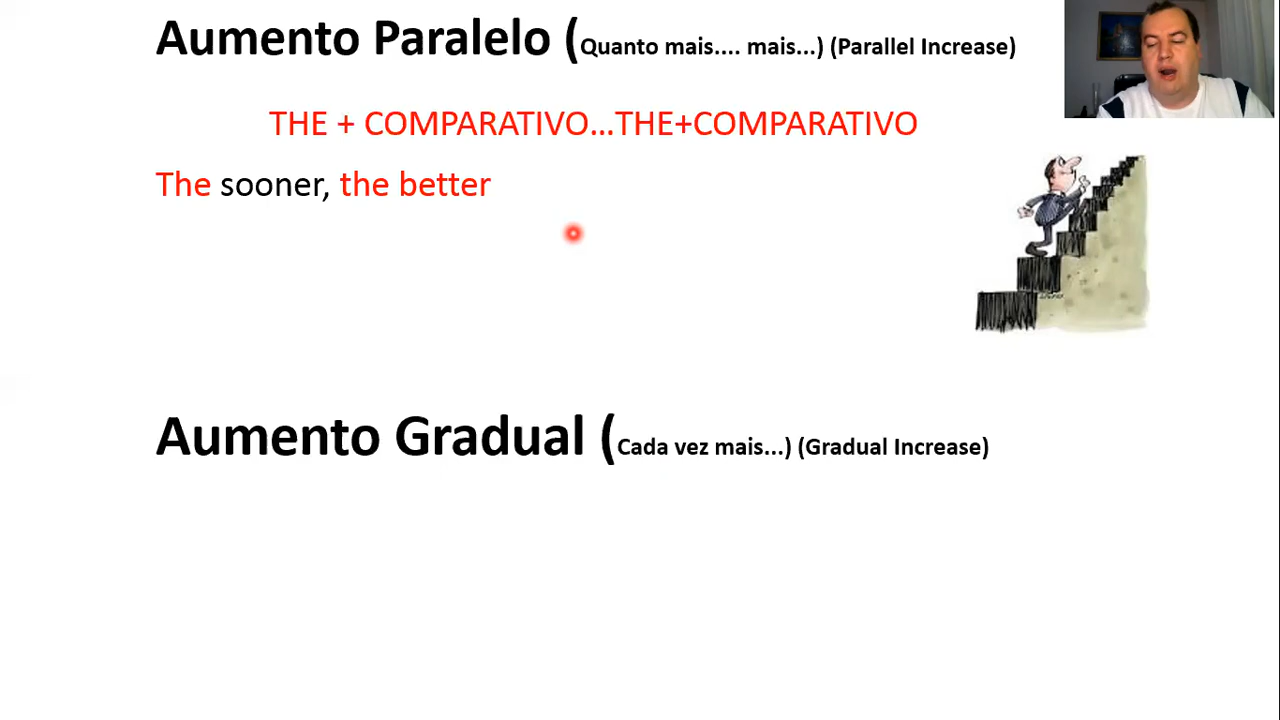 Aumento Paralelo (Quanto mais.... mais...) (Parallel Increase)
THE + COMPARATIVO...THE+COMPARATIVO
The sooner, the better
Aumento Gradual (Cada vez mais...) (Gradual Increase)